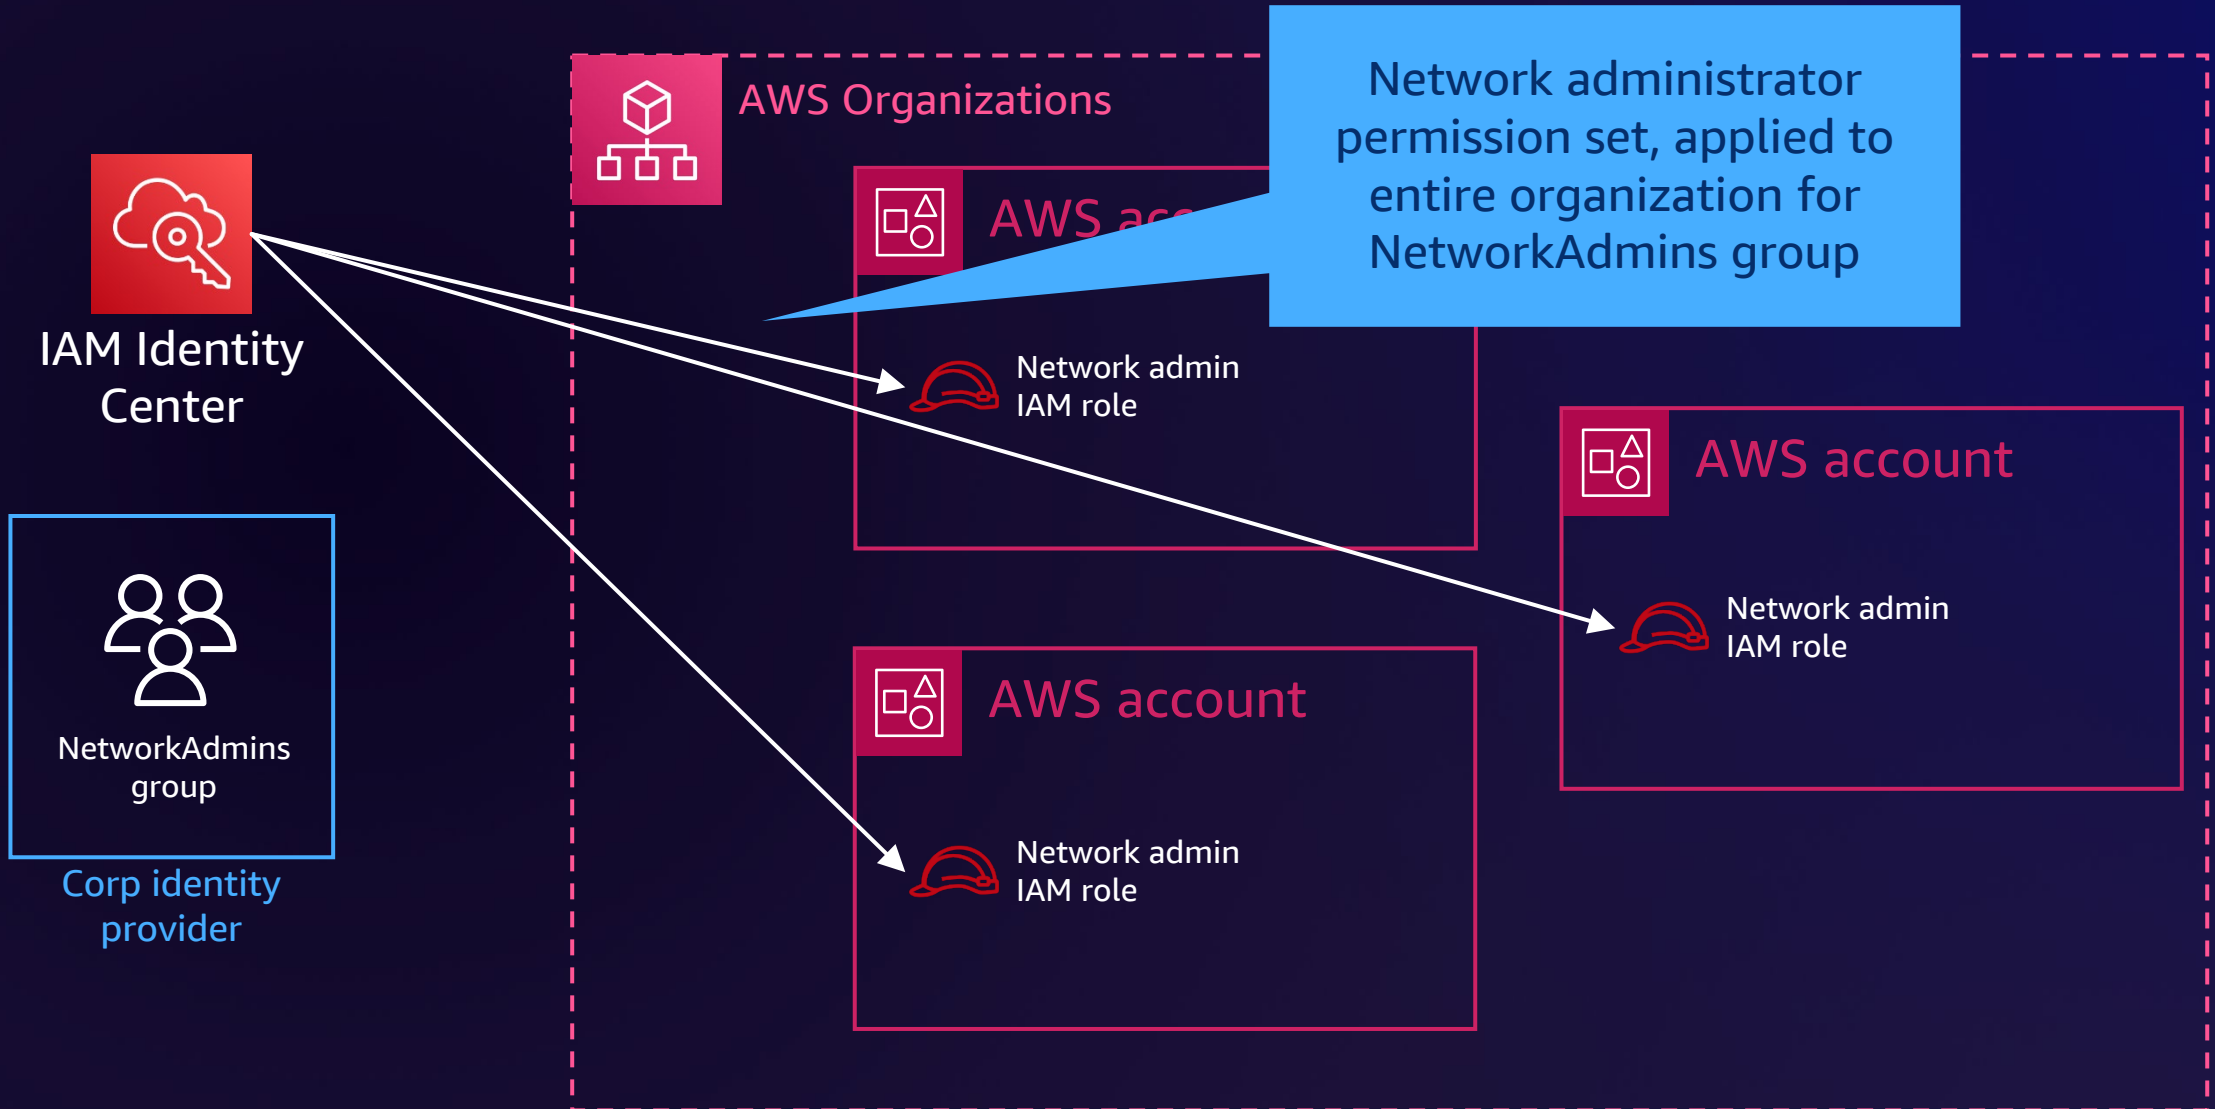 AWS Organizations
Network administrator
permission set, applied to
entire organization for
NetworkAdmins group
AWS
IAM Identity
Center
Network admin
IAM role
AWS account
Network admin
IAM role
NetworkAdmins
group
Corp identity
provider
AWS account
Network admin
IAM role